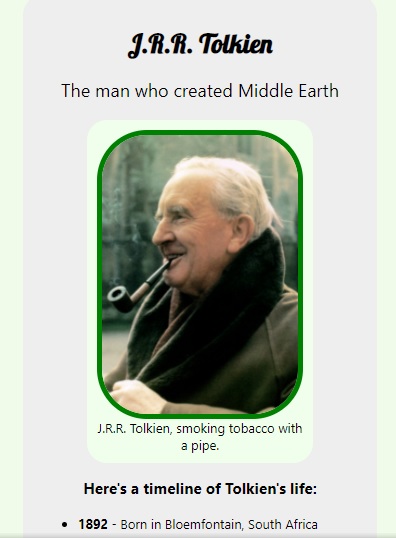 J.R.R. Tolkien
The man who created Middle Earth
J.R.R. Tolkien, smoking tobacco with
a pipe.
Here's a timeline of Tolkien's life:
• 1892 - Born in Bloemfontain, South Africa